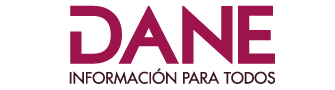 DANE
INFORMACIÓN PARA TODOS